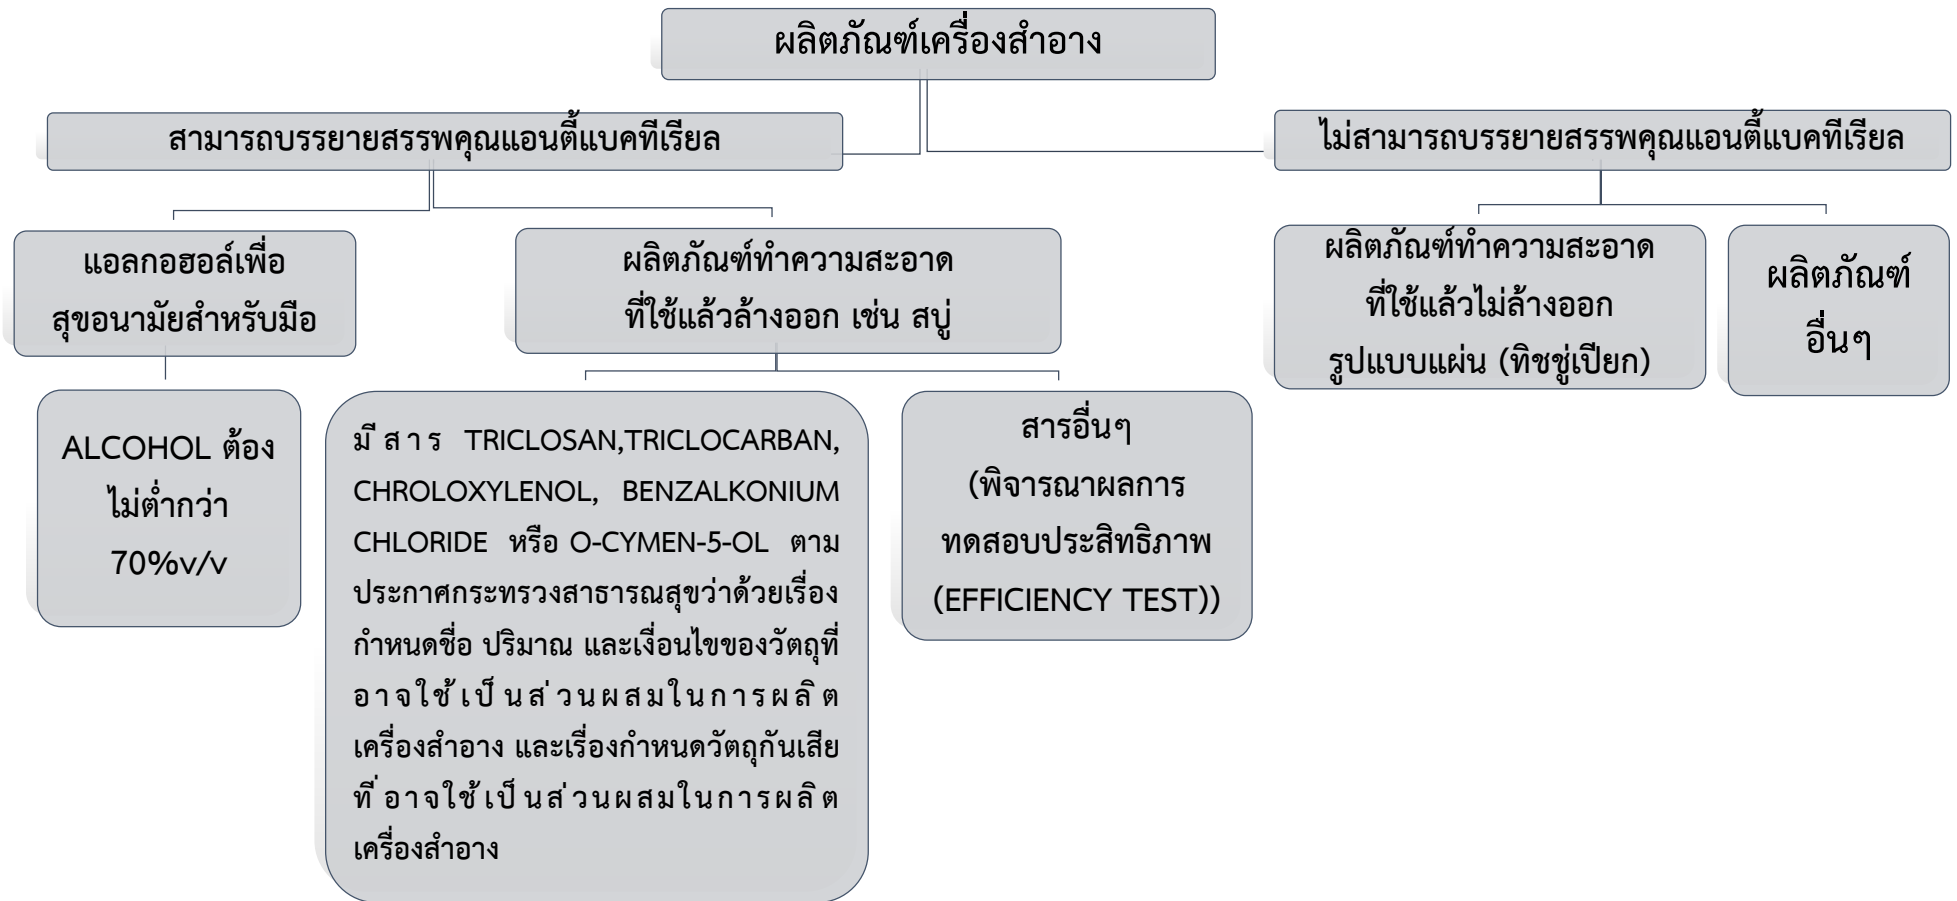 ผลิตภัณฑ์เครื่องสำอาง
สามารถบรรยายสรรพคุณแอนตี้แบคทีเรียล
ไม่สามารถบรรยายสรรพคุณแอนตี้แบคทีเรียล
แอลกอฮอล์เพื่อ
สุขอนามัยสำหรับมือ
ผลิตภัณฑ์ทำความสะอาด
ที่ใช้แล้วล้างออก เช่น สบู่
ผลิตภัณฑ์ทำความสะอาด
ที่ใช้แล้วไม่ล้างออก
รูปแบบแผ่น (ทิชชู่เปียก)
ผลิตภัณฑ์
อื่นๆ
ALCOHOL ต้อง
ไม่ต่ำกว่า
70%v/v
มีสาร TRICLOSAN,TRICLOCARBAN,
CHROLOXYLENOL, BENZALKONIUM
CHLORIDE หรือ O-CYMEN-5-OL ตาม
ประกาศกระทรวงสาธารณสุขว่าด้วยเรื่อง
กำหนดชื่อ ปริมาณ และเงื่อนไขของวัตถุที่
อาจใช้เป็นส่วนผสมในการผลิต
เครื่องสำอาง และเรื่องกำหนดวัตถุกันเสีย
ที่อาจใช้เป็นส่วนผสมในการผลิต
เครื่องสำอาง
สารอื่นๆ
(พิจารณาผลการ
ทดสอบประสิทธิภาพ
(EFFICIENCY TEST))